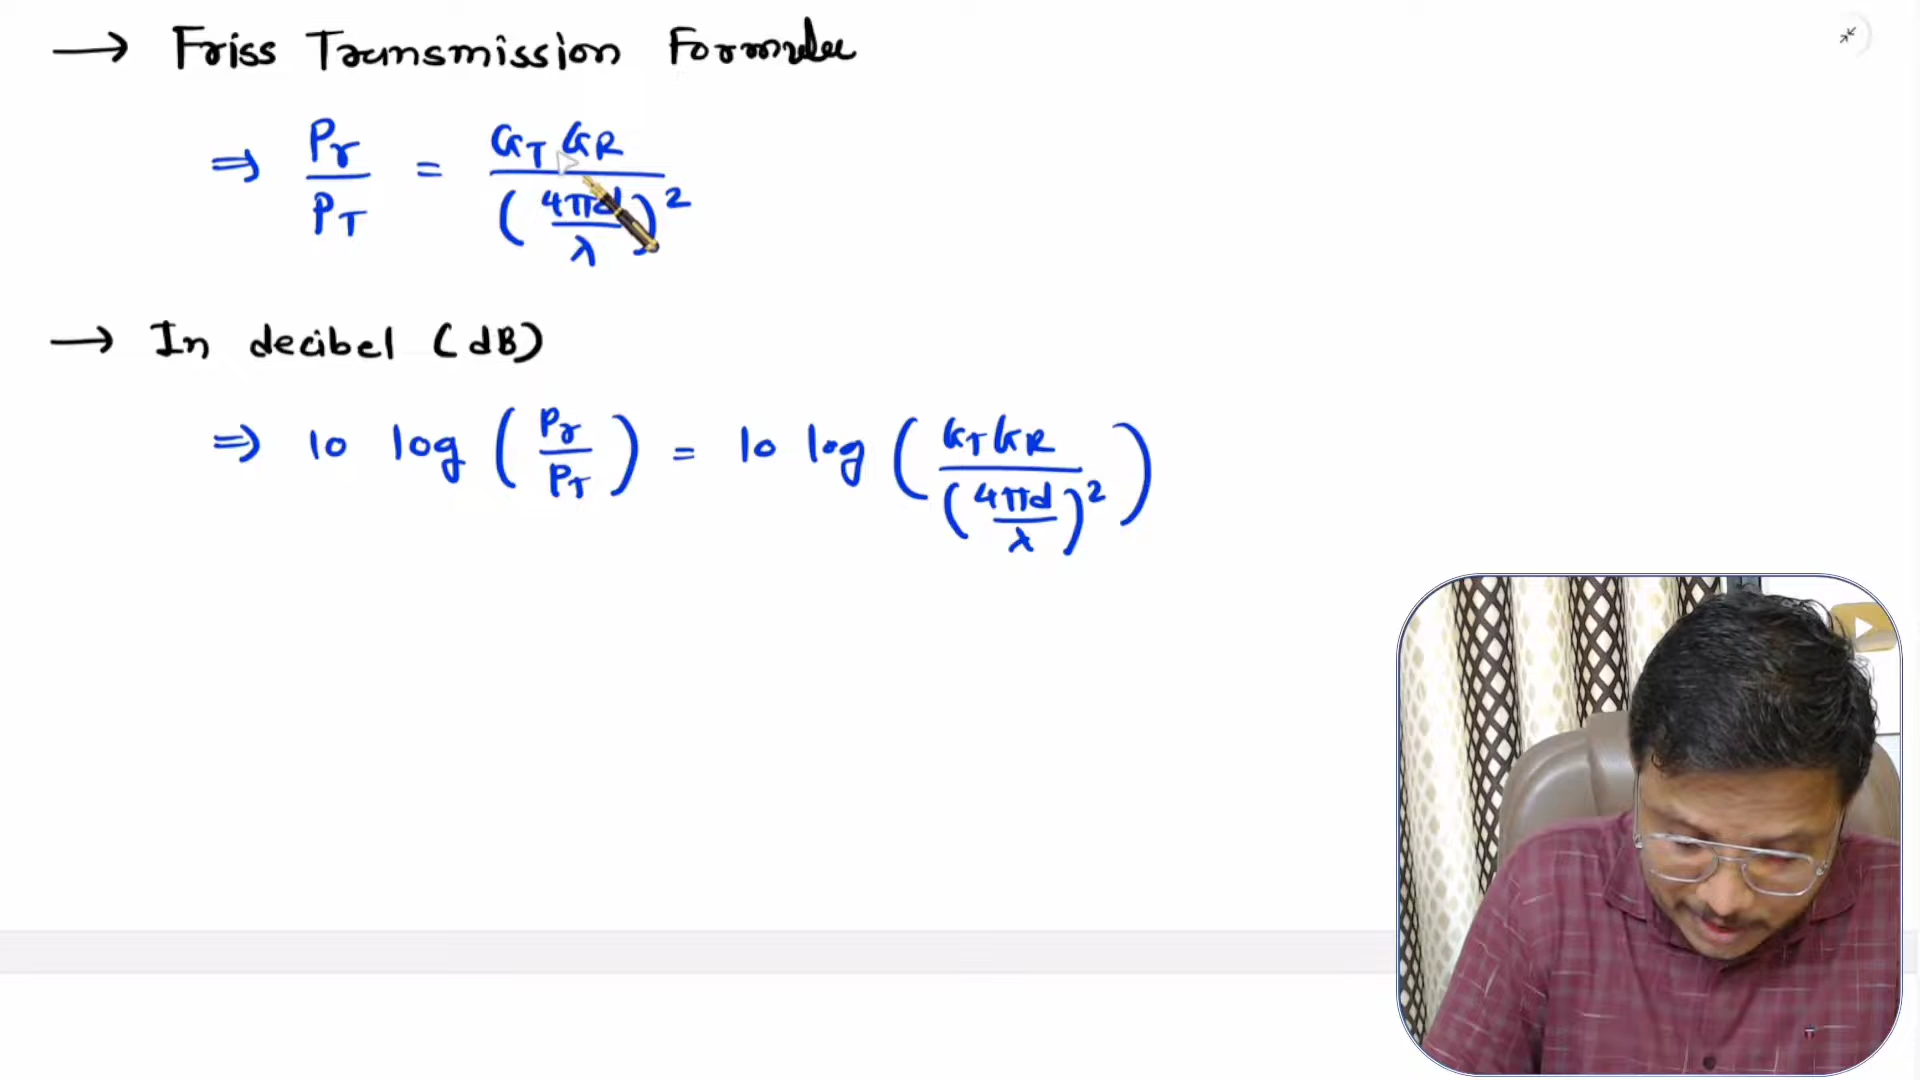 → Friss Transmission Formulae
⇒ Pr/PT = GT GR / (4πd/λ)²
→ In decibel (dB)
⇒ 10 log (Pr/PT) = 10 log (GT GR / (4πd/λ)²)